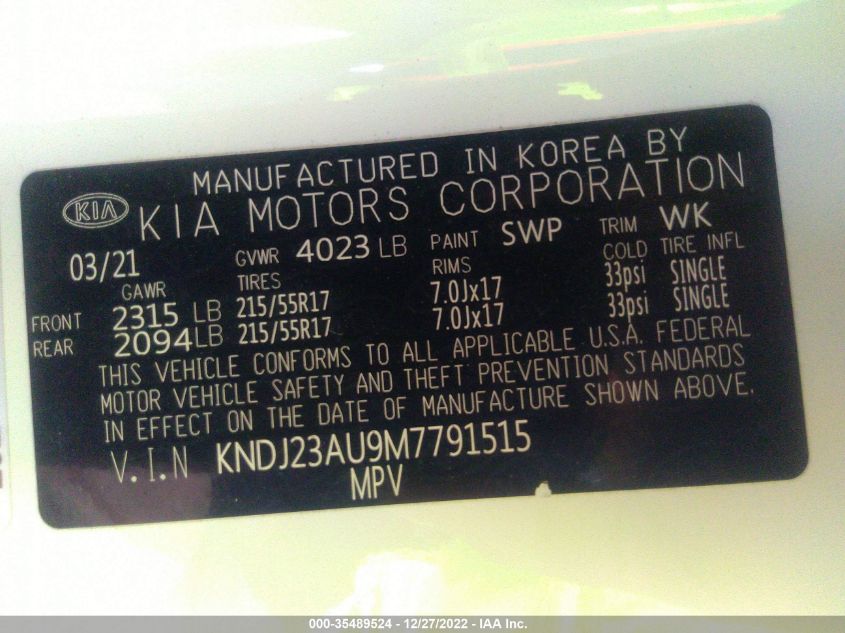 MANUFACTURED IN KOREA BY
KIA KIA MOTORS CORPORATION
03/21 GVWR 4023 LB PAINT SWP TRIM WK
GAWR TIRES RIMS COLD TIRE INFL
FRONT 2315 LB 215/55R17 7.0Jx17 33psi SINGLE
REAR 2094 LB 215/55R17 7.0Jx17 33psi SINGLE
THIS VEHICLE CONFORMS TO ALL APPLICABLE U.S.A. FEDERAL
MOTOR VEHICLE SAFETY AND THEFT PREVENTION STANDARDS
IN EFFECT ON THE DATE OF MANUFACTURE SHOWN ABOVE.
V.I.N KNDJ23AU9M7791515
MPV
000-35489524 - 12/27/2022 - IAA Inc.